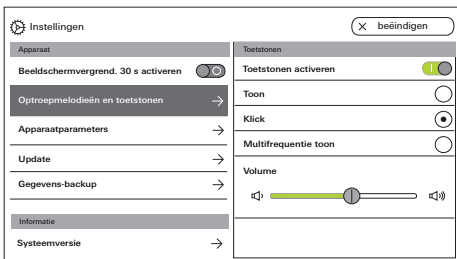 Instellingen
beëindigen
Apparaat
Beeldschermvergrend. 30 s activeren
Optroepmelodieën en toetstonen
Apparaatparameters
Update
Gegevens-backup
Informatie
Systeemversie
Toetstonen
Toetstonen activeren
Toon
Klick
Multifrequentie toon
Volume